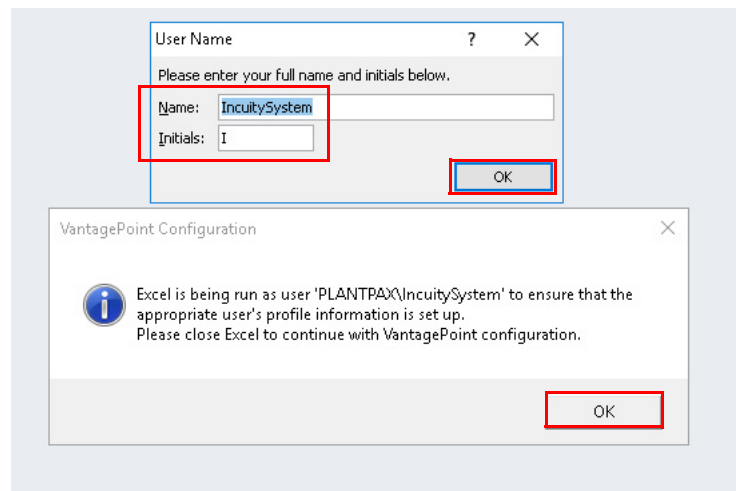 User Name ?
Please enter your full name and initials below.
Name: IncuitySystem
Initials: I
OK
VantagePoint Configuration
Excel is being run as user 'PLANTPAX\IncuitySystem' to ensure that the
appropriate user's profile information is set up.
Please close Excel to continue with VantagePoint configuration.
OK